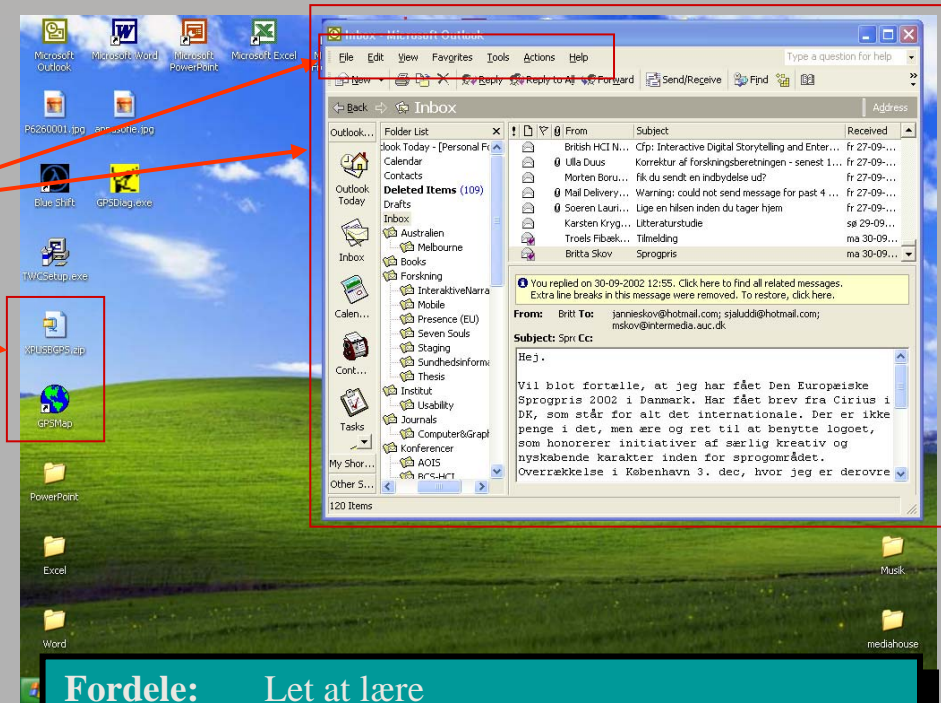 Microsoft Outlook
Microsoft Word
Microsoft PowerPoint
Microsoft Excel
P6260001.jpg
Blue Shift
GPSDiag.exe
TWCSetup.exe
XPUSBGPS.zip
GPSMap
PowerPoint
Excel
Word
Musik
mediahouse
Inbox - Microsoft Outlook
File Edit View Favorites Tools Actions Help
Type a question for help
New Reply Reply to All Forward Send/Receive Find
Back Inbox Address
Outlook...
Outlook Today
Inbox
Calen...
Cont...
Tasks
My Shor...
Other S...
Folder List
look Today - [Personal Fo
Calendar
Contacts
Deleted Items (109)
Drafts
Inbox
Australien
Melbourne
Books
Forskning
InteraktiveNarra
Mobile
Presence (EU)
Seven Souls
Staging
Sundhedsinforma
Thesis
Institut
Usability
Journals
Computer&Graph
Konferencer
AOIS
BCS-HCI
From Subject Received
British HCI N... Cfp: Interactive Digital Storytelling and Enter... fr 27-09-...
Ulla Duus Korrektur af forskningsberetningen - senest 1... fr 27-09-...
Morten Boru... fik du sendt en indbydelse ud? fr 27-09-...
Mail Delivery... Warning: could not send message for past 4 ... fr 27-09-...
Soeren Lauri... Lige en hilsen inden du tager hjem fr 27-09-...
Karsten Kryg... Litteraturstudie sø 29-09...
Troels Fibæk... Tilmelding ma 30-09...
Britta Skov Sprogpris ma 30-09...
You replied on 30-09-2002 12:55. Click here to find all related messages.
Extra line breaks in this message were removed. To restore, click here.
From: Britt To: jannieskov@hotmail.com; sjaluddi@hotmail.com;
mskov@intermedia.auc.dk
Subject: Spr Cc:
Hej.
Vil blot fortælle, at jeg har fået Den Europæiske
Sprogpris 2002 i Danmark. Har fået brev fra Cirius i
DK, som står for alt det internationale. Der er ikke
penge i det, men ære og ret til at benytte logoet,
som honorerer initiativer af særlig kreativ og
nyskabende karakter inden for sprogområdet.
Overrækkelse i København 3. dec, hvor jeg er derovre
120 Items
Fordele: Let at lære